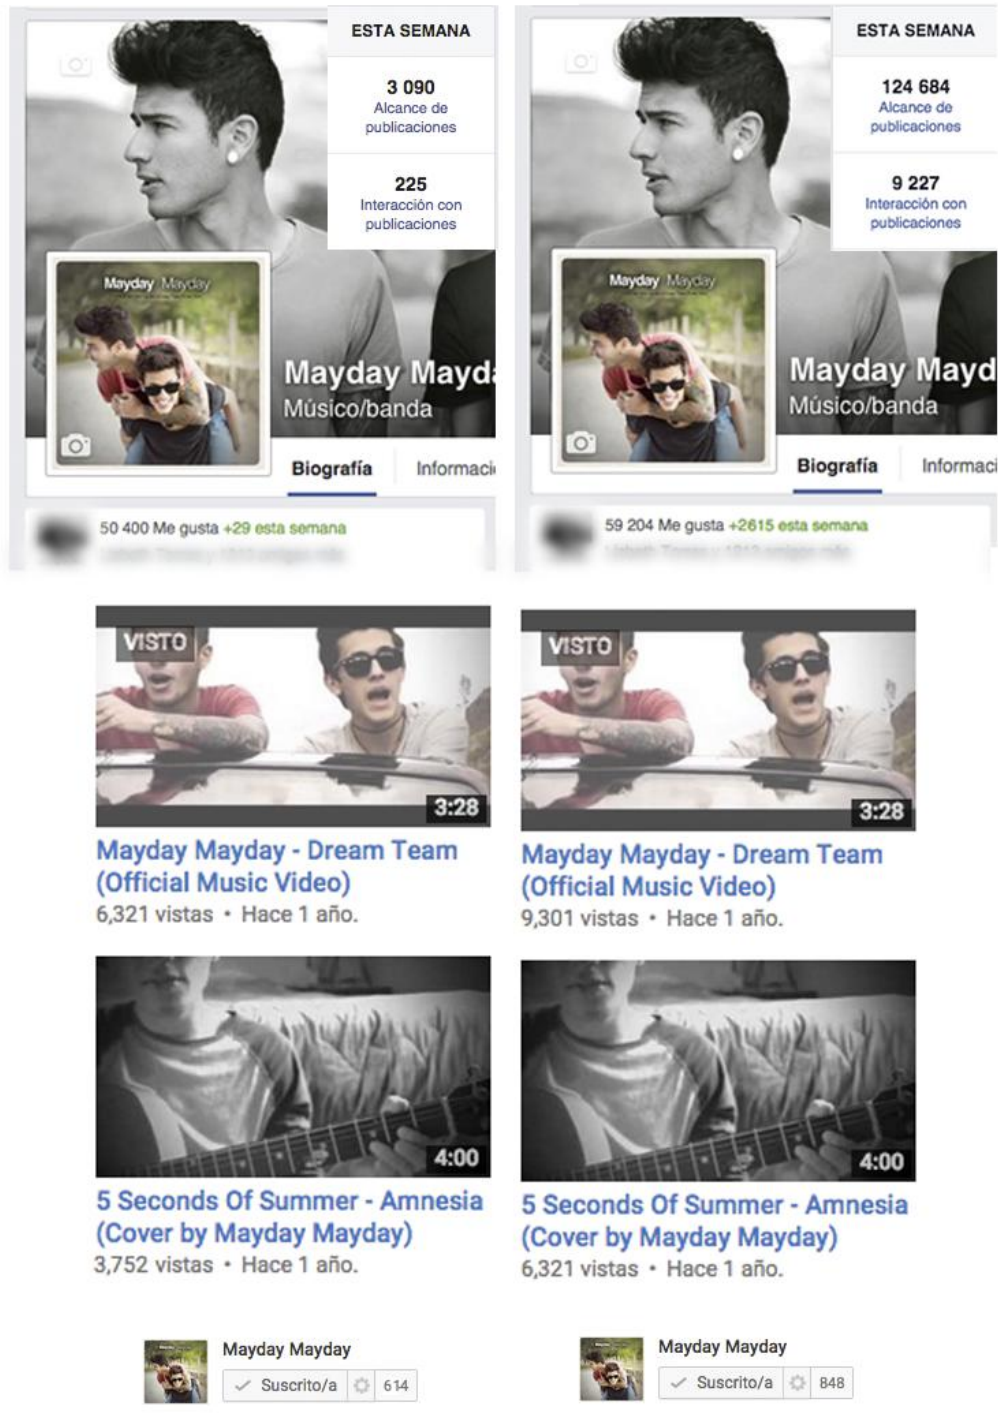 ESTA SEMANA
3 090
Alcance de
publicaciones
225
Interacción con
publicaciones
Mayday Mayday
Mayday Mayd
Músico/banda
Biografía
Informaci
50 400 Me gusta +29 esta semana
ESTA SEMANA
124 684
Alcance de
publicaciones
9 227
Interacción con
publicaciones
Mayday Mayday
Mayday Mayd
Músico/banda
Biografía
Informaci
59 204 Me gusta +2615 esta semana
VISTO
3:28
Mayday Mayday - Dream Team
(Official Music Video)
6,321 vistas • Hace 1 año.
VISTO
3:28
Mayday Mayday - Dream Team
(Official Music Video)
9,301 vistas • Hace 1 año.
4:00
5 Seconds Of Summer - Amnesia
(Cover by Mayday Mayday)
3,752 vistas • Hace 1 año.
4:00
5 Seconds Of Summer - Amnesia
(Cover by Mayday Mayday)
6,321 vistas • Hace 1 año.
Mayday Mayday
Suscrito/a 614
Mayday Mayday
Suscrito/a 848